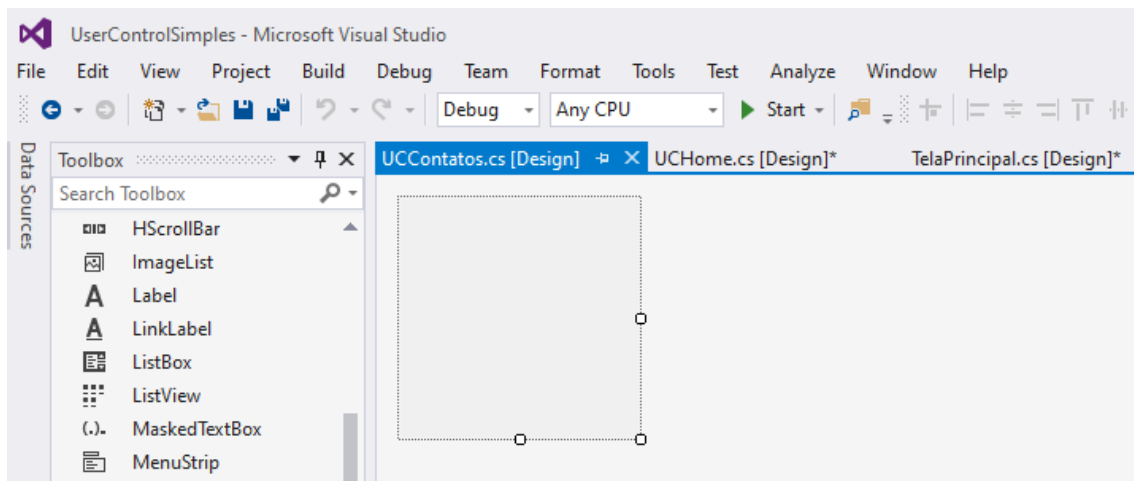 UserControlSimples - Microsoft Visual Studio
File Edit View Project Build Debug Team Format Tools Test Analyze Window Help
Debug Any CPU Start
Data Sources
Toolbox
UCContatos.cs [Design] UCHome.cs [Design]* TelaPrincipal.cs [Design]*
Search Toolbox
HScrollBar
ImageList
A Label
A LinkLabel
ListBox
ListView
(.). MaskedTextBox
MenuStrip